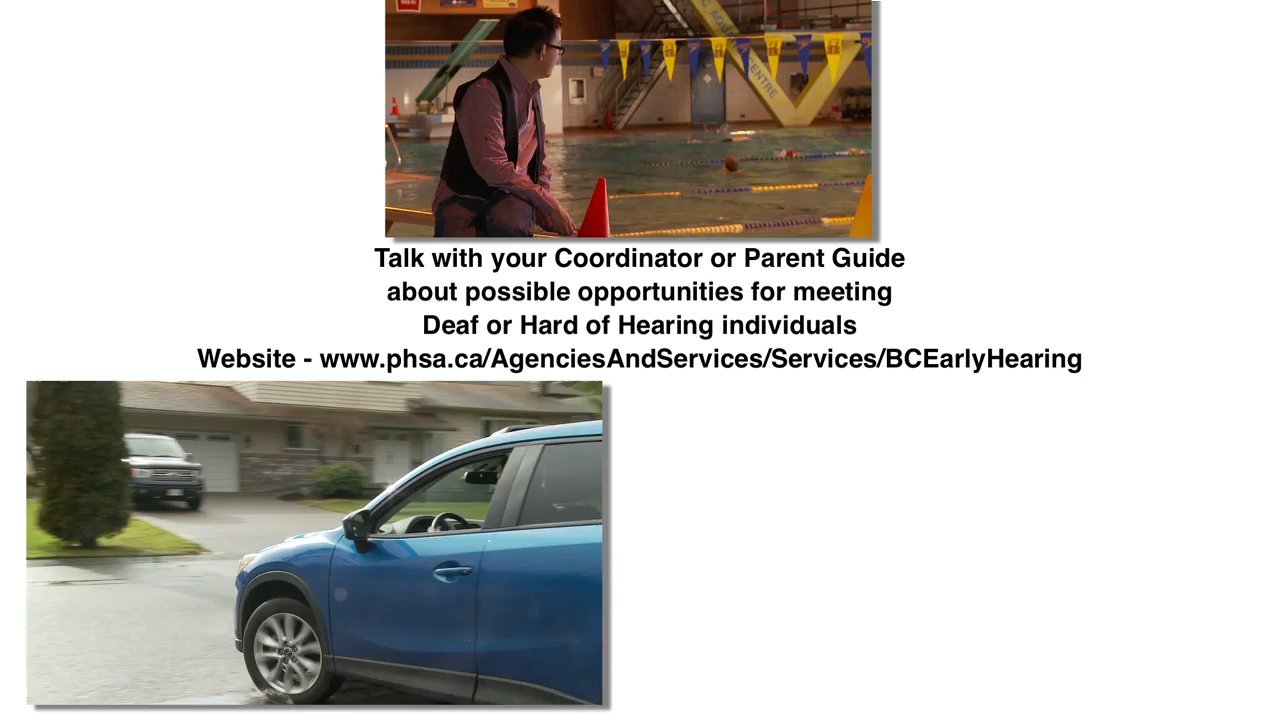 CENTRE
Talk with your Coordinator or Parent Guide
about possible opportunities for meeting
Deaf or Hard of Hearing individuals
Website - www.phsa.ca/AgenciesAndServices/Services/BCEarlyHearing